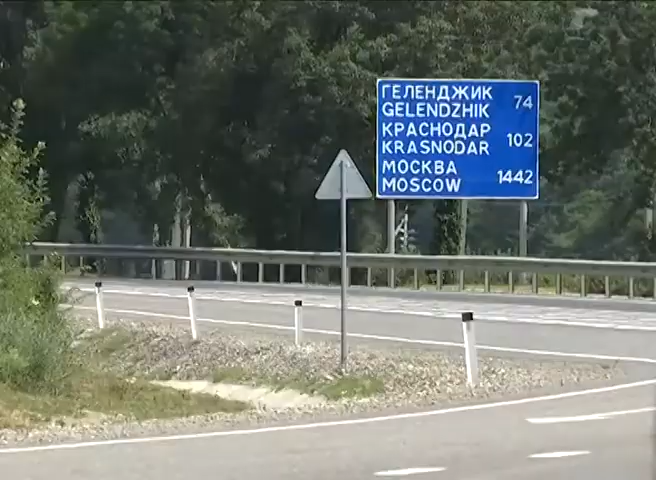 ГЕЛЕНДЖИК 74
GELENDZHIK
КРАСНОДАР 102
KRASNODAR
МОСКВА 1442
MOSCOW